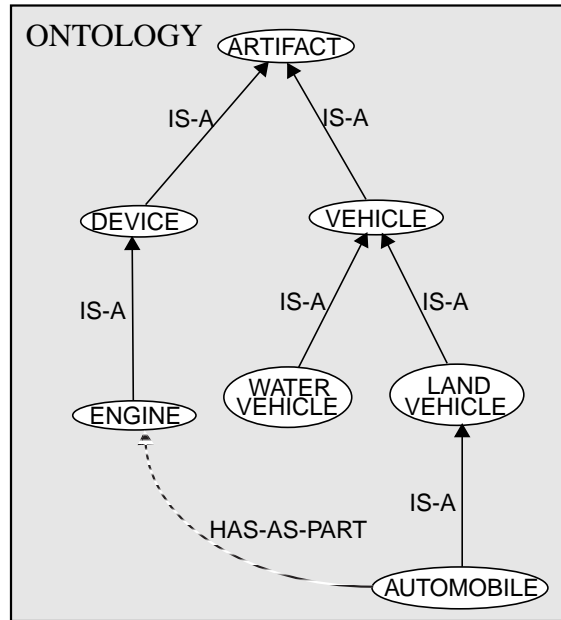 ONTOLOGY
ARTIFACT
IS-A
IS-A
DEVICE
VEHICLE
IS-A
IS-A
IS-A
WATER
VEHICLE
LAND
VEHICLE
ENGINE
IS-A
HAS-AS-PART
AUTOMOBILE